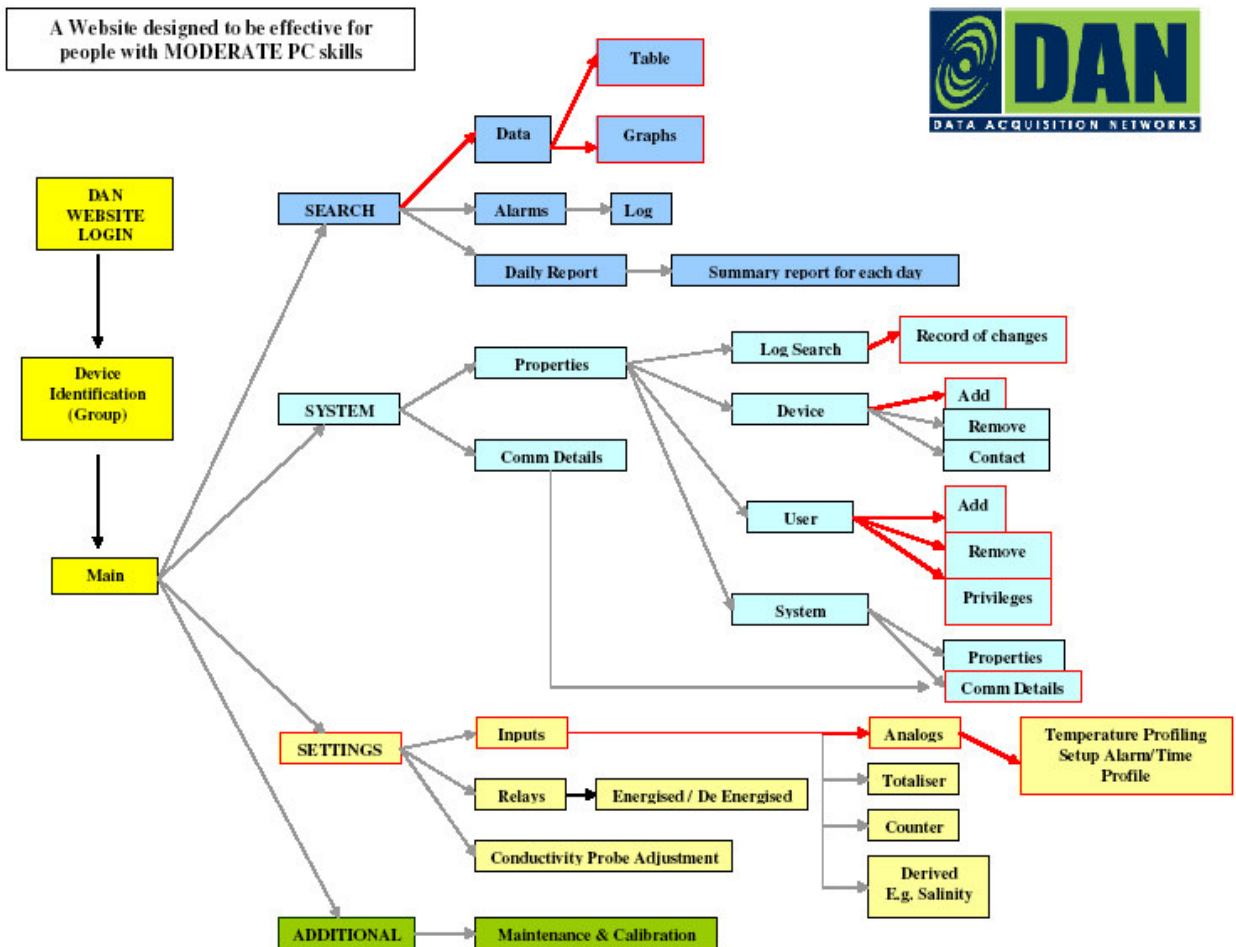 A Website designed to be effective for
people with MODERATE PC skills
DAN
DATA ACQUISITION NETWORKS
DAN
WEBSITE
LOGIN
Device
Identification
(Group)
Main
SEARCH
Data
Table
Graphs
Alarms
Log
Daily Report
Summary report for each day
SYSTEM
Properties
Log Search
Record of changes
Device
Add
Remove
Contact
User
Add
Remove
Privileges
System
Properties
Comm Details
Comm Details
SETTINGS
Inputs
Analogs
Temperature Profiling
Setup Alarm/Time
Profile
Totaliser
Counter
Derived
E.g. Salinity
Relays
Energised / De Energised
Conductivity Probe Adjustment
ADDITIONAL
Maintenance & Calibration